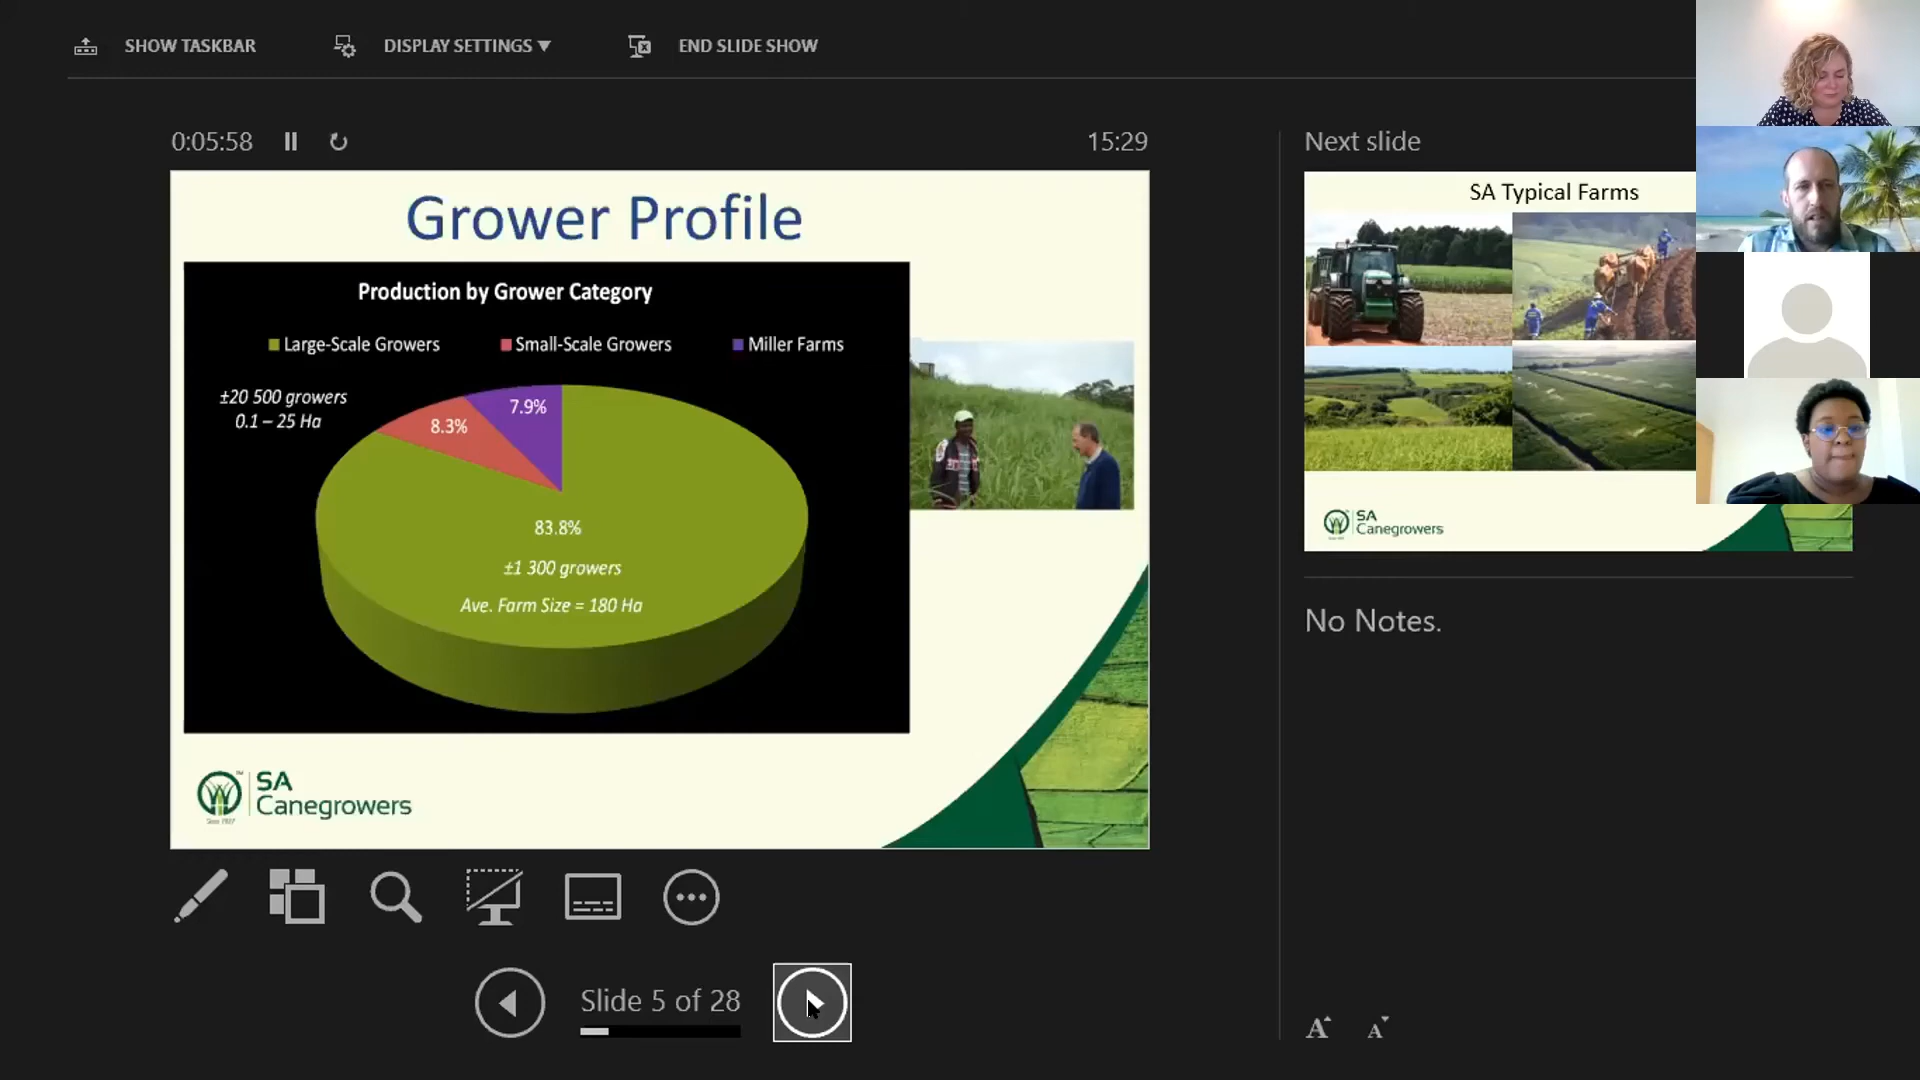 SHOW TASKBAR
DISPLAY SETTINGS ▼
END SLIDE SHOW
0:05:58
15:29
Next slide
Grower Profile
Production by Grower Category
Large-Scale Growers
Small-Scale Growers
Miller Farms
±20 500 growers
0.1 – 25 Ha
8.3%
7.9%
83.8%
±1 300 growers
Ave. Farm Size = 180 Ha
SA
Canegrowers
SA Typical Farms
SA
Canegrowers
No Notes.
Slide 5 of 28
A
A